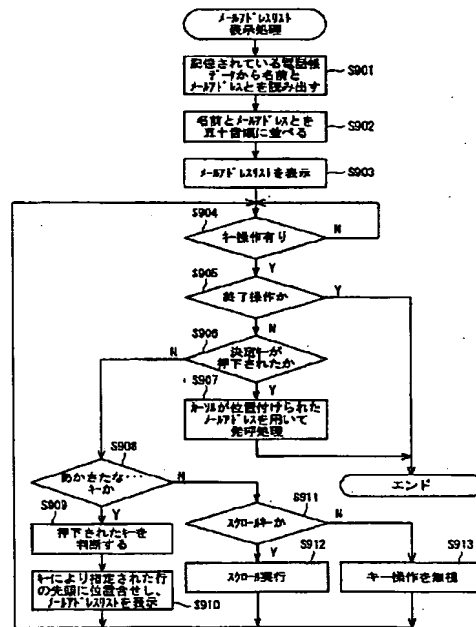 メールアドレスリスト
表示処理
記憶されている電話帳
データから名前と
メールアドレスとを読み出す
S901
名前とメールアドレスとを
五十音順に並べる
S902
メールアドレスリストを表示
S903
S904
キー操作有り
N
Y
S905
終了操作か
Y
N
S906
決定キーが
押下されたか
N
Y
S907
カーソルが位置付けられた
メールアドレスを用いて
発呼処理
エンド
S908
あかさたな…
キーか
N
Y
S909
押下されたキーを
判断する
キーにより指定された行
の先頭に位置合せし、
メールアドレスリストを表示
S910
S911
スクロールキーか
N
Y
S912
スクロール実行
S913
キー操作を無視